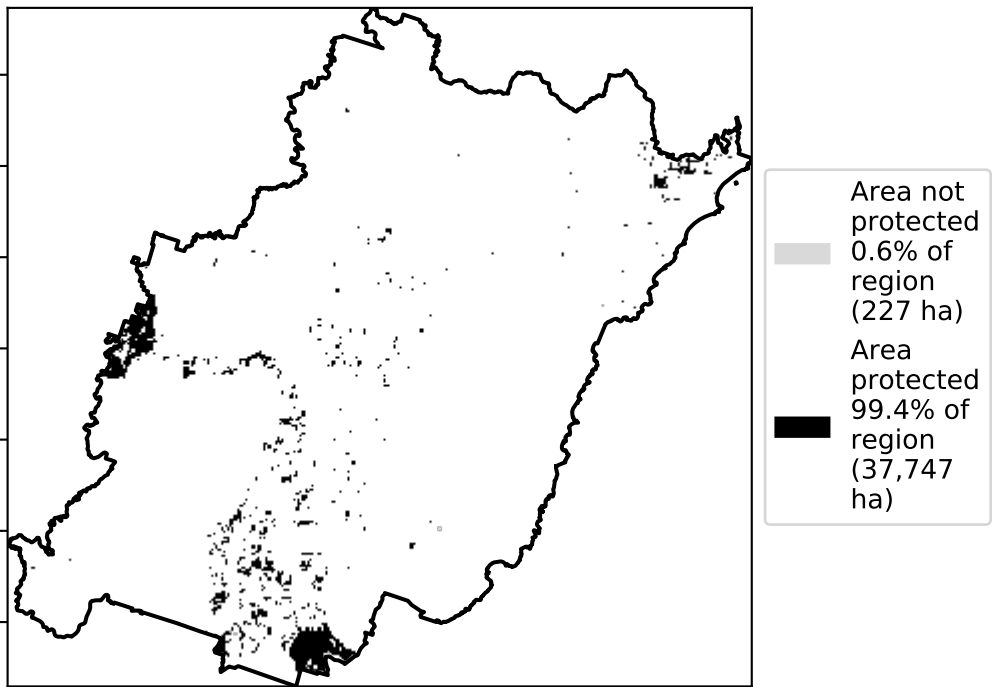 Area not
protected
0.6% of
region
(227 ha)
Area
protected
99.4% of
region
(37,747
ha)